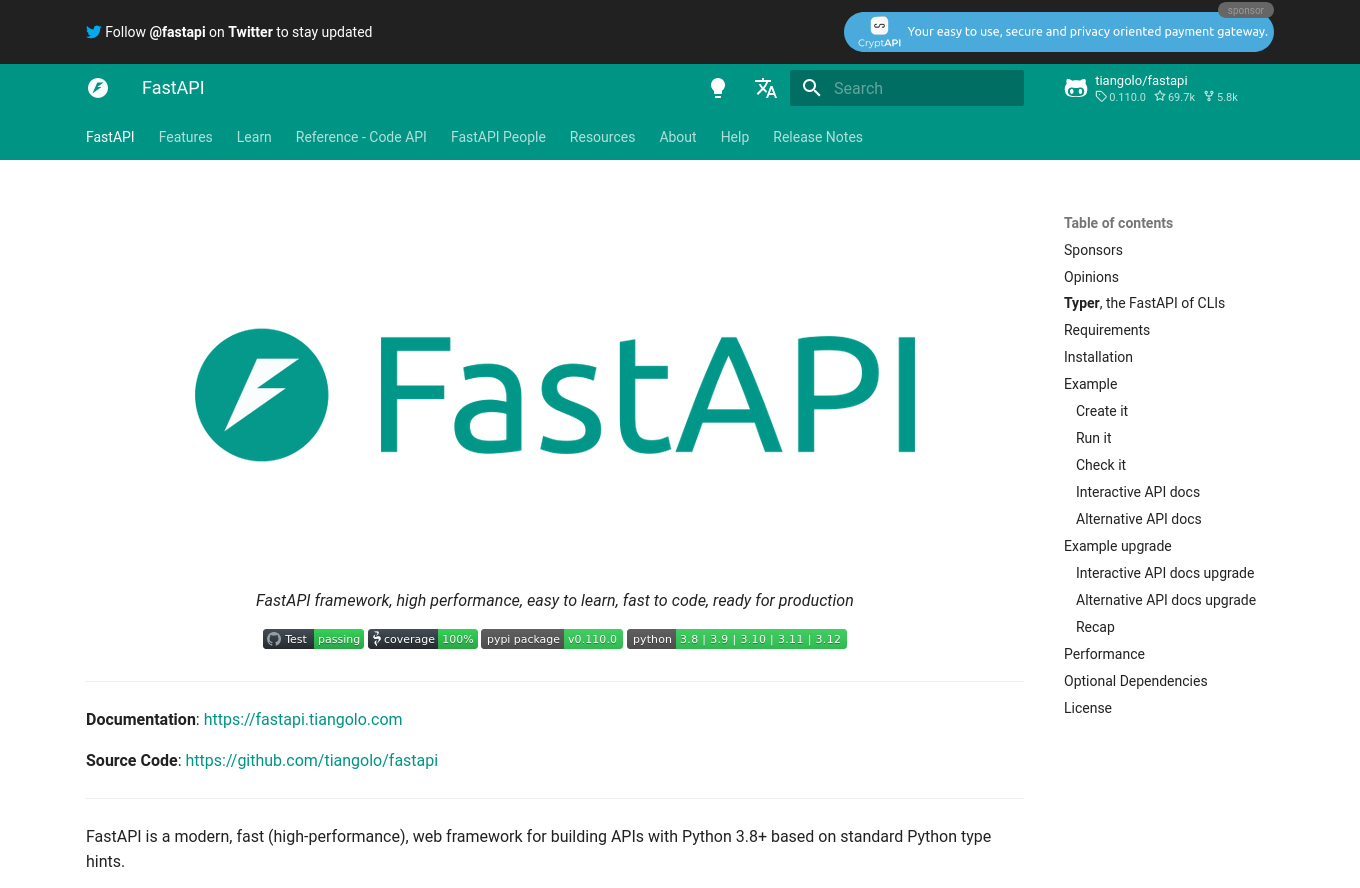 Follow @fastapi on Twitter to stay updated
sponsor
CryptAPI
Your easy to use, secure and privacy oriented payment gateway.
FastAPI
Search
tiangolo/fastapi
0.110.0 69.7k 5.8k
FastAPI Features Learn Reference - Code API FastAPI People Resources About Help Release Notes
FastAPI
FastAPI framework, high performance, easy to learn, fast to code, ready for production
Test passing coverage 100% pypi package v0.110.0 python 3.8 | 3.9 | 3.10 | 3.11 | 3.12
Documentation: https://fastapi.tiangolo.com
Source Code: https://github.com/tiangolo/fastapi
FastAPI is a modern, fast (high-performance), web framework for building APIs with Python 3.8+ based on standard Python type
hints.
Table of contents
Sponsors
Opinions
Typer, the FastAPI of CLIs
Requirements
Installation
Example
Create it
Run it
Check it
Interactive API docs
Alternative API docs
Example upgrade
Interactive API docs upgrade
Alternative API docs upgrade
Recap
Performance
Optional Dependencies
License